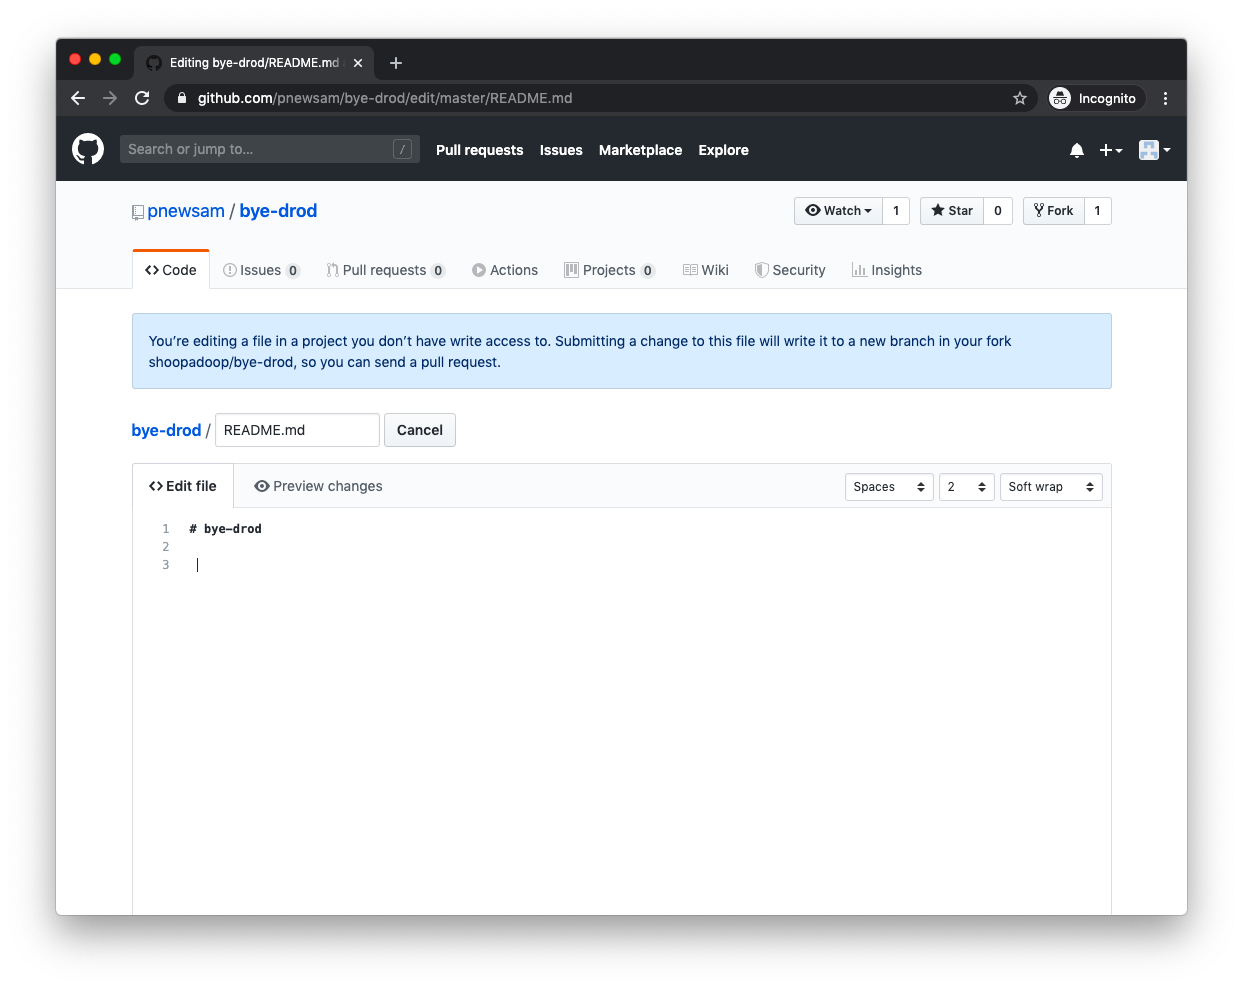 Editing bye-drod/README.md
github.com/pnewsam/bye-drod/edit/master/README.md
Incognito
Search or jump to...
/
Pull requests
Issues
Marketplace
Explore
pnewsam / bye-drod
Watch 1
Star 0
Fork 1
Code
Issues 0
Pull requests 0
Actions
Projects 0
Wiki
Security
Insights
You’re editing a file in a project you don’t have write access to. Submitting a change to this file will write it to a new branch in your fork
shoopadoop/bye-drod, so you can send a pull request.
bye-drod / README.md Cancel
Edit file
Preview changes
Spaces
2
Soft wrap
1 # bye-drod
2
3